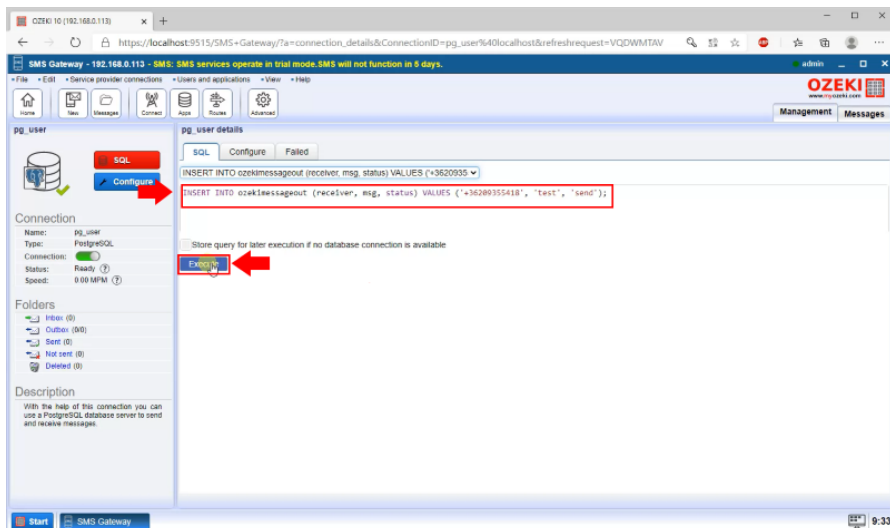 OZEKI 10 (192.168.0.113)
https://localhost:9515/SMS+Gateway/?a=connection_details&ConnectionID=pg_user%40localhost&refreshrequest=VQDWMTAV
SMS Gateway - 192.168.0.113 - SMS: SMS services operate in trial mode.SMS will not function in 5 days.
admin
File Edit Service provider connections Users and applications View Help
OZEKI
www.myozeki.com
Home New Messages Connect Apps Routes Advanced
Management Messages
pg_user
pg_user details
SQL Configure Failed
SQL
Configure
INSERT INTO ozekimessageout (receiver, msg, status) VALUES ('+3620935
INSERT INTO ozekimessageout (receiver, msg, status) VALUES ('+36209355418', 'test', 'send');
Store query for later execution if no database connection is available
Execute
Connection
Name: pg_user
Type: PostgreSQL
Connection:
Status: Ready (?)
Speed: 0.00 MPM (?)
Folders
Inbox (0)
Outbox (0/0)
Sent (0)
Not sent (0)
Deleted (0)
Description
With the help of this connection you can
use a PostgreSQL database server to send
and receive messages.
Start
SMS Gateway
9:33